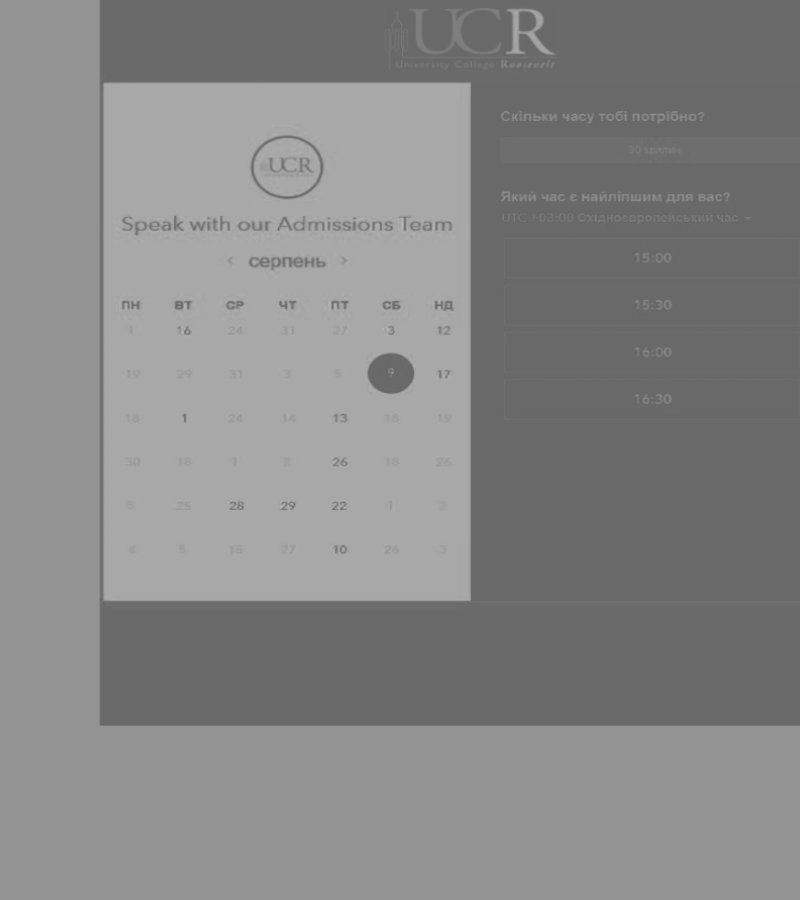 UCR
University College Roosevelt
UCR
Speak with our Admissions Team
< серпень >
ПН ВТ СР ЧТ ПТ СБ НД
1 16 24 31 27 3 12
19 29 31 3 5 9 17
18 1 24 14 13 18 19
30 18 1 2 26 18 26
5 25 28 29 22 1 2
15 27 10 26 3
Скільки часу тобі потрібно?
30 хвилин
Який час є найліпшим для вас?
UTC +03:00 Східноєвропейський час
15:00
15:30
16:00
16:30